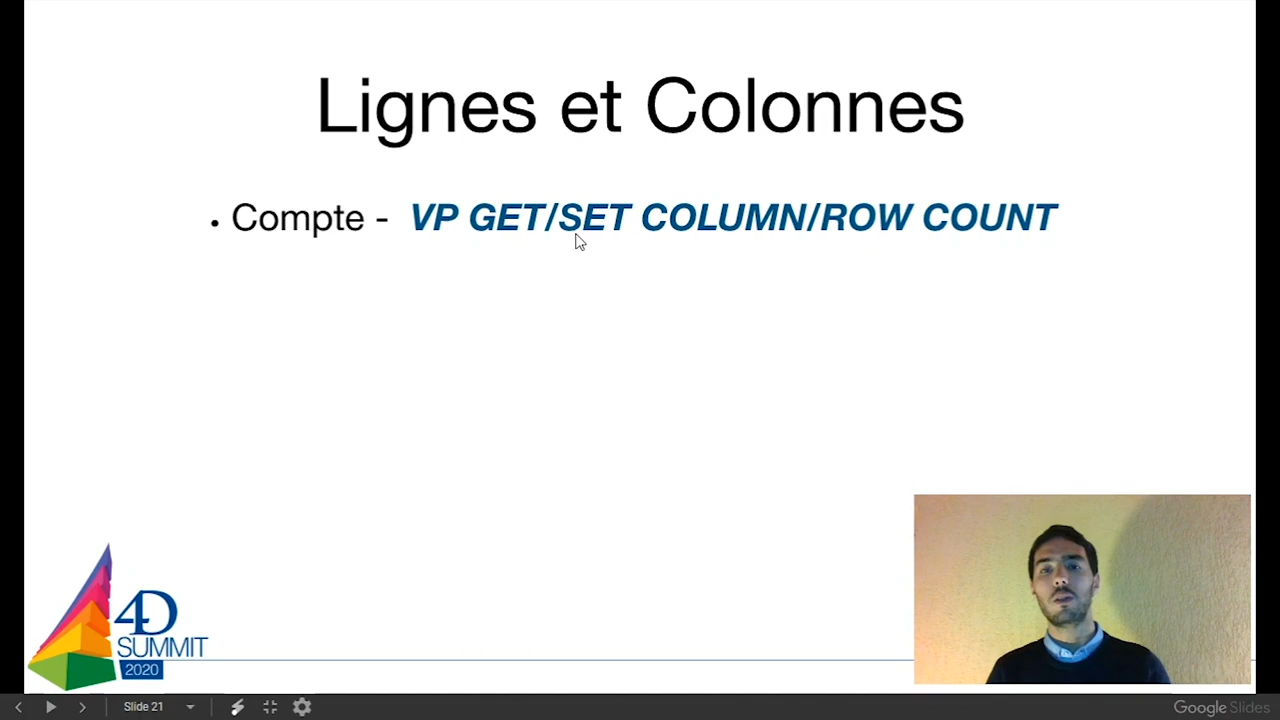 Lignes et Colonnes
• Compte - VP GET/SET COLUMN/ROW COUNT
4D
SUMMIT
2020
Slide 21
Google Slides